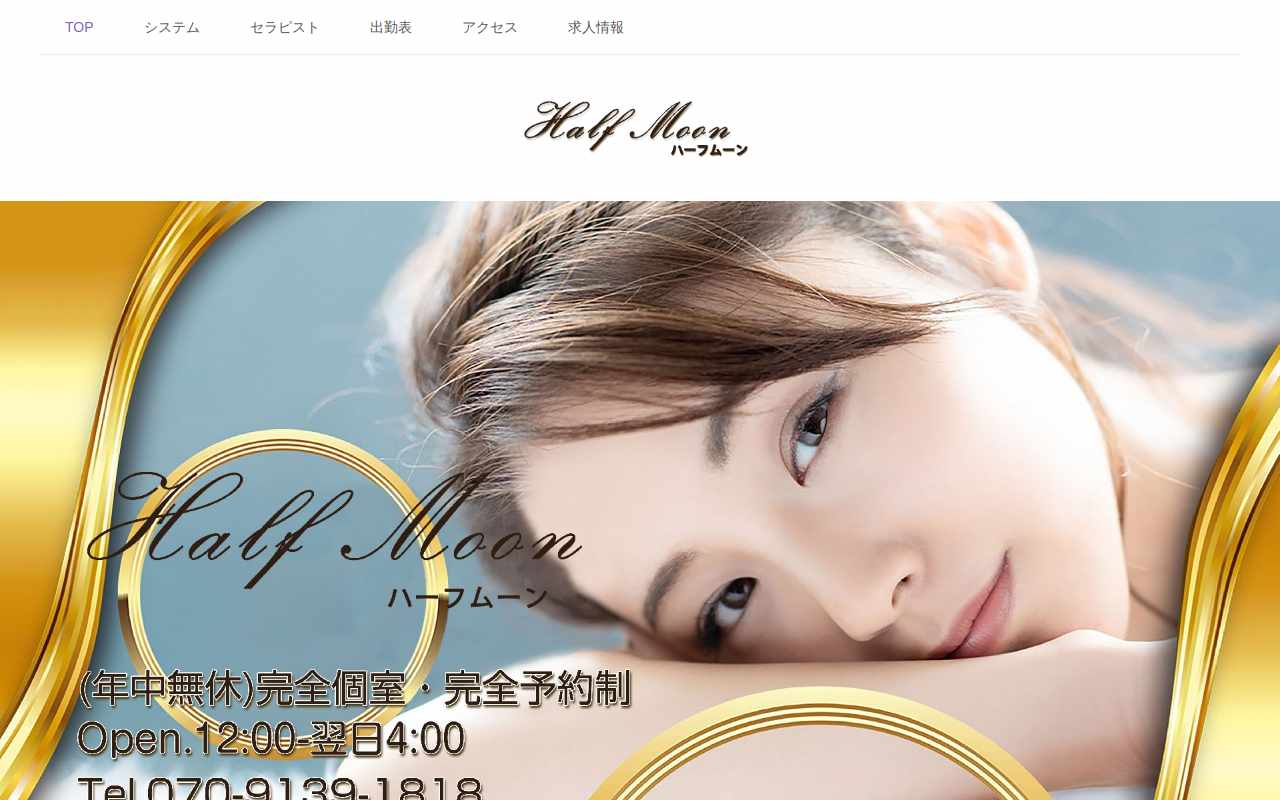 TOP システム セラピスト 出勤表 アクセス 求人情報
Half Moon
ハーフムーン
Half Moon
ハーフムーン
(年中無休)完全個室・完全予約制
Open.12:00-翌日4:00
Tel.070-9139-1818